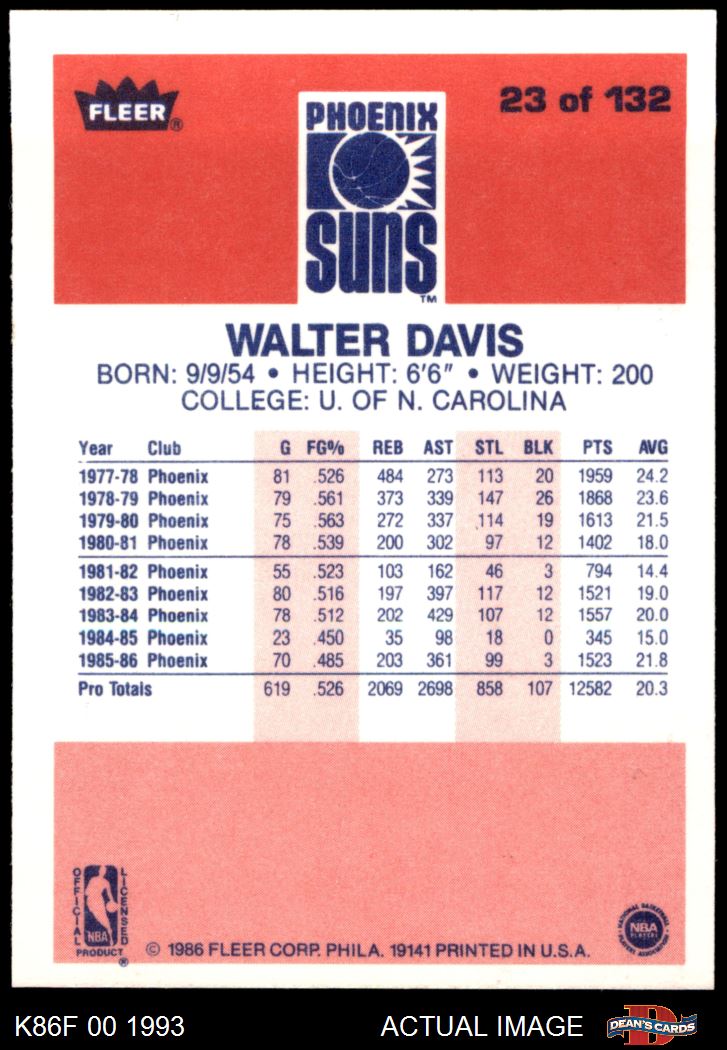 FLEER®
23 of 132
PHOENIX
SUNS™
WALTER DAVIS
BORN: 9/9/54 • HEIGHT: 6'6" • WEIGHT: 200
COLLEGE: U. OF N. CAROLINA
Year Club G FG% REB AST STL BLK PTS AVG
1977-78 Phoenix 81 .526 484 273 113 20 1959 24.2
1978-79 Phoenix 79 .561 373 339 147 26 1868 23.6
1979-80 Phoenix 75 .563 272 337 114 19 1613 21.5
1980-81 Phoenix 78 .539 200 302 97 12 1402 18.0
1981-82 Phoenix 55 .523 103 162 46 3 794 14.4
1982-83 Phoenix 80 .516 197 397 117 12 1521 19.0
1983-84 Phoenix 78 .512 202 429 107 12 1557 20.0
1984-85 Phoenix 23 .450 35 98 18 0 345 15.0
1985-86 Phoenix 70 .485 203 361 99 3 1523 21.8
Pro Totals 619 .526 2069 2698 858 107 12582 20.3
OFFICIAL
LICENSED
NBA
PRODUCT®
NATIONAL BASKETBALL
NBA
PLAYERS
PLAYERS ASSOCIATION
© 1986 FLEER CORP. PHILA. 19141 PRINTED IN U.S.A.
K86F 00 1993
ACTUAL IMAGE
DEAN'S CARDS